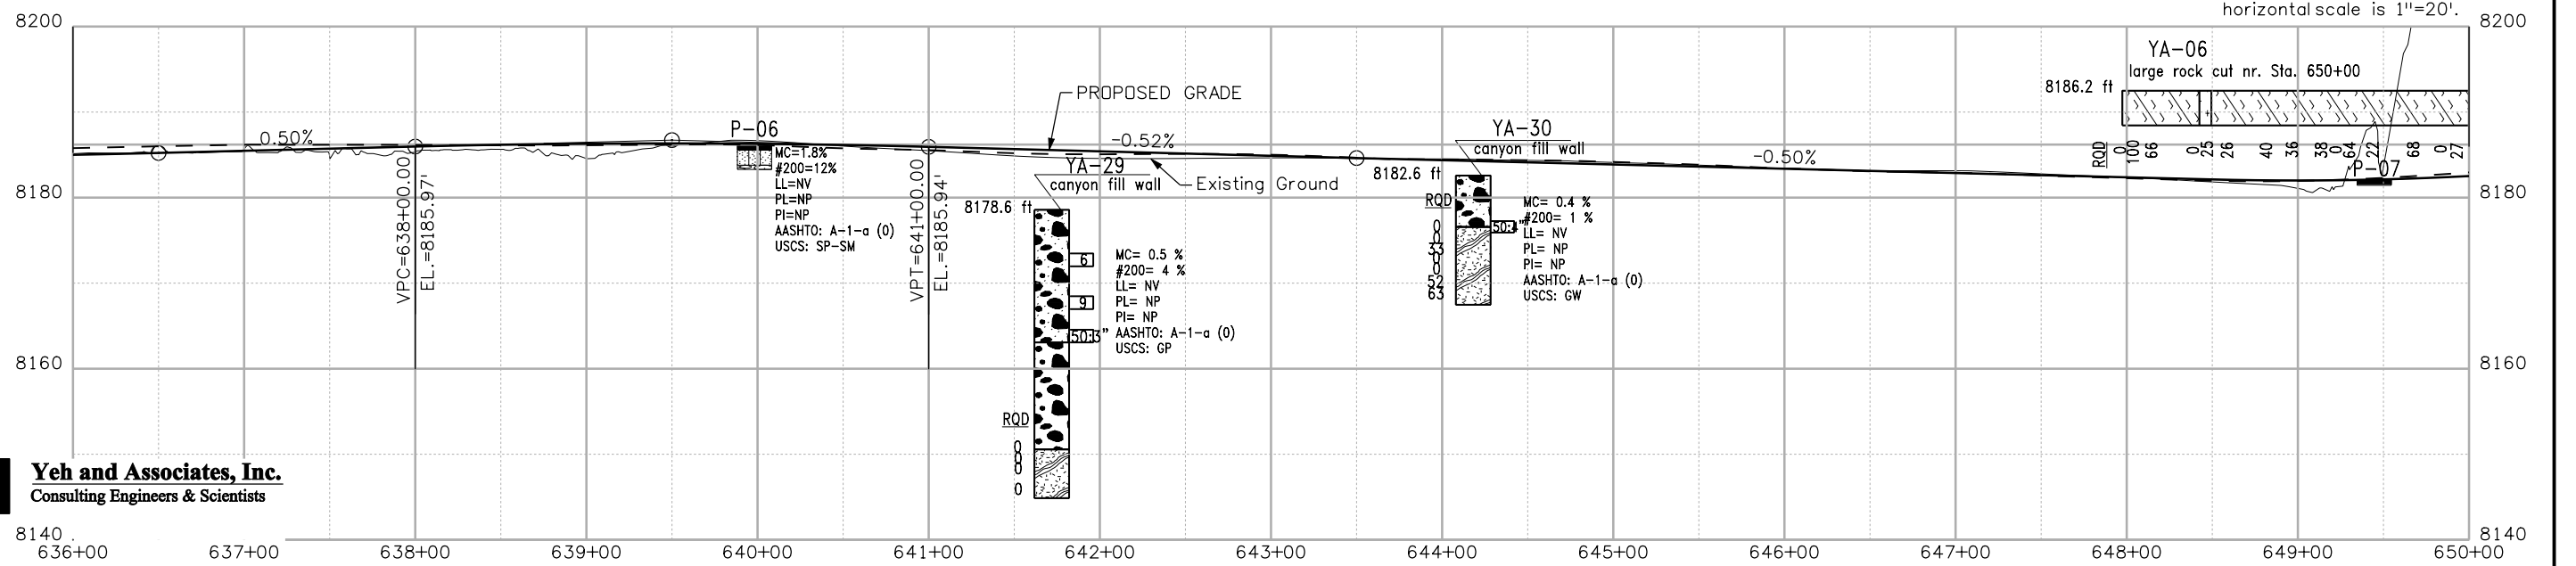 horizontal scale is 1"=20'.
8200
8200
YA-06
large rock cut nr. Sta. 650+00
8186.2 ft
PROPOSED GRADE
0.50%
P-06
-0.52%
YA-30
canyon fill wall
-0.50%
RQD
0
100
66
0
25
26
40
36
38
0
64
22
68
0
27
P-07
MC=1.8%
#200=12%
LL=NV
PL=NP
PI=NP
AASHTO: A-1-a (0)
USCS: SP-SM
VPC=638+00.00
EL.=8185.97'
VPT=641+00.00
EL.=8185.94'
YA-29
canyon fill wall
Existing Ground
8182.6 ft
8180
8180
8178.6 ft
RQD
0
0
33
0
0
52
63
50:4"
MC= 0.4 %
#200= 1 %
LL= NV
PL= NP
PI= NP
AASHTO: A-1-a (0)
USCS: GW
6
9
50:3"
MC= 0.5 %
#200= 4 %
LL= NV
PL= NP
PI= NP
AASHTO: A-1-a (0)
USCS: GP
8160
8160
RQD
0
0
0
0
Yeh and Associates, Inc.
Consulting Engineers & Scientists
8140
8140
636+00 637+00 638+00 639+00 640+00 641+00 642+00 643+00 644+00 645+00 646+00 647+00 648+00 649+00 650+00